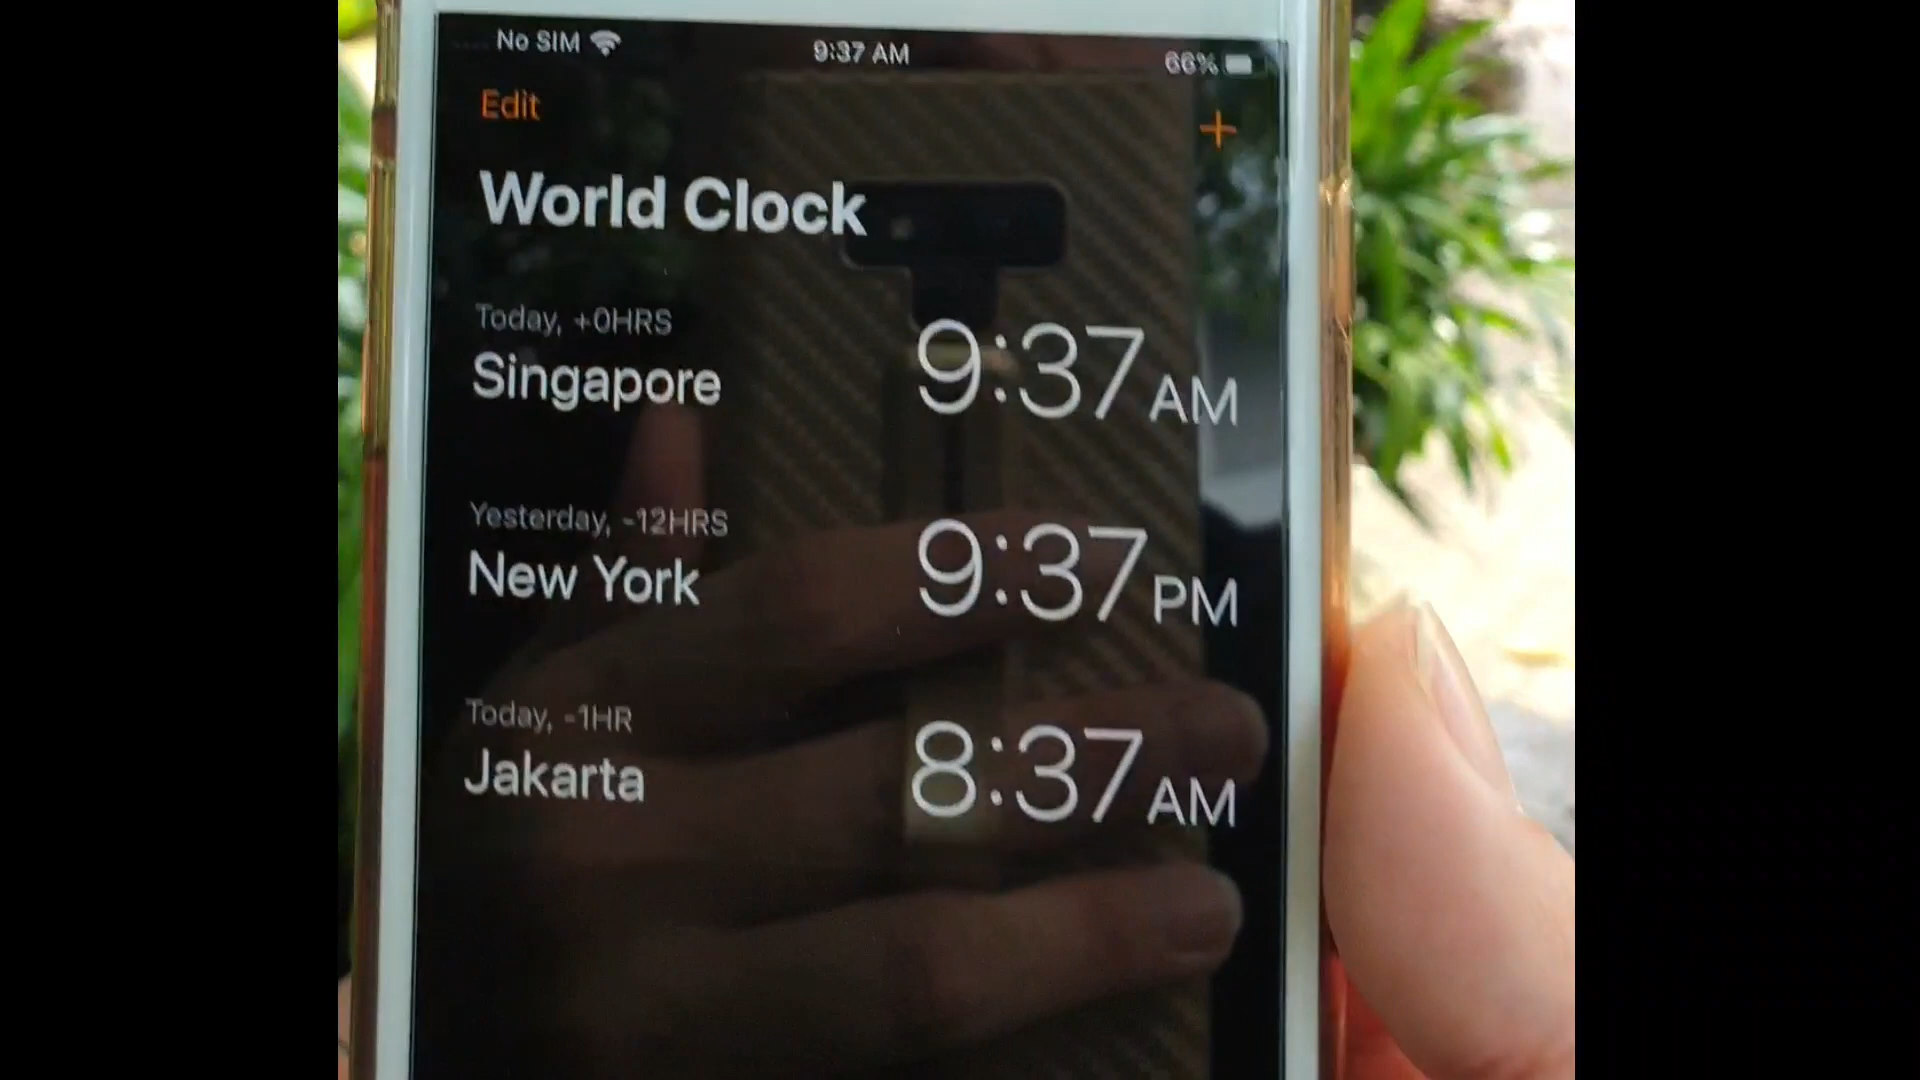 No SIM 9:37 AM 66%
Edit +
World Clock
Today, +0HRS
Singapore 9:37 AM
Yesterday, -12HRS
New York 9:37 PM
Today, -1HR
Jakarta 8:37 AM